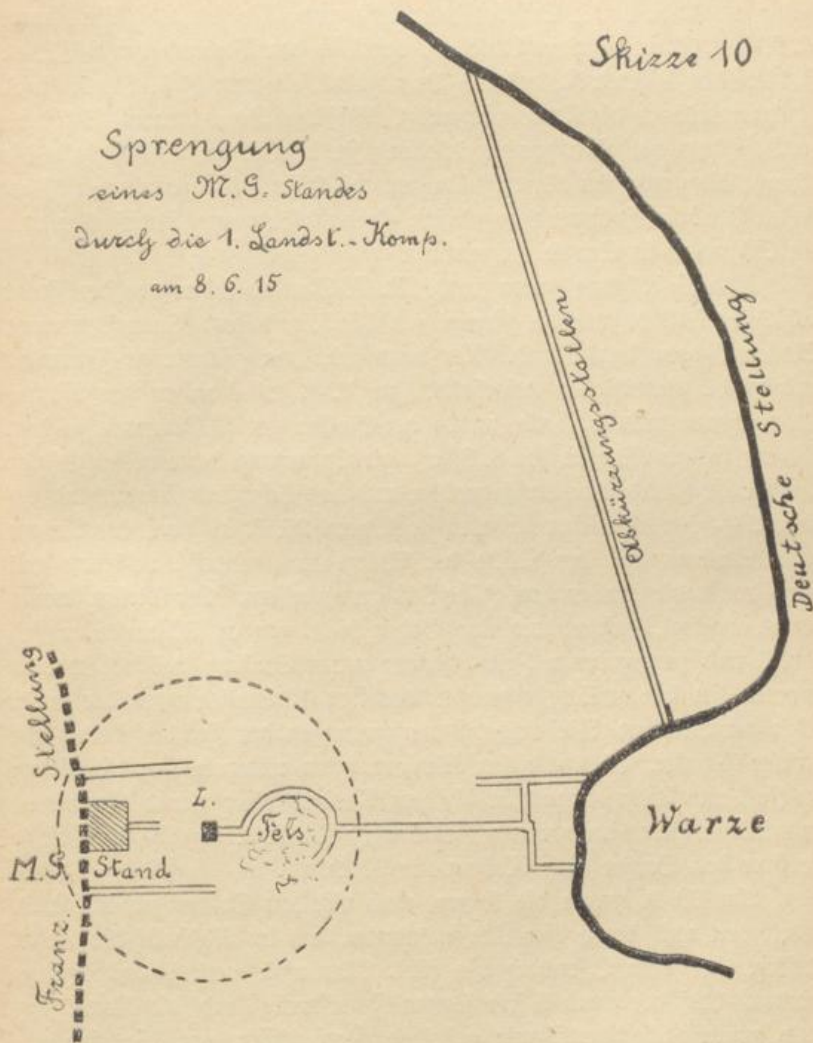 Skizze 10
Sprengung
eines M.G. Standes
durch die 1. Landst.-Komp.
am 8. 6. 15
Abkürzungsstollen
Deutsche Stellung
Franz. Stellung
L.
Fels
M.G. Stand
Warze